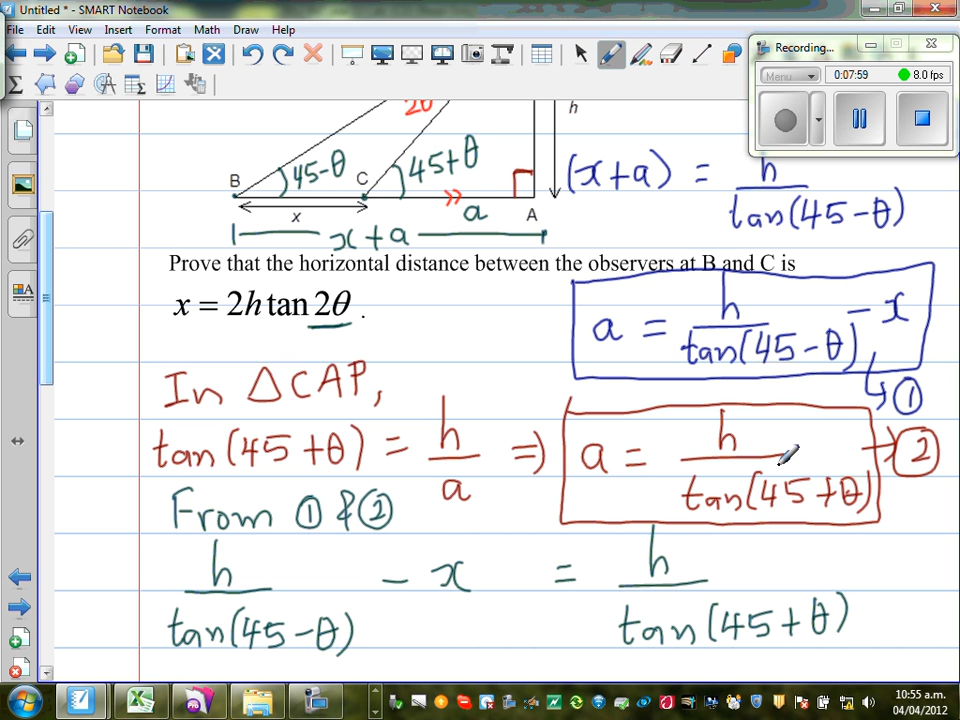 Untitled * - SMART Notebook
File Edit View Insert Format Math Draw Help
Recording...
Menu
0:07:59
8.0 fps
2θ
h
45-θ
45+θ
B
C
a
A
x
x+a
(x+a) = h / tan(45-θ)
Prove that the horizontal distance between the observers at B and C is
x = 2h tan 2θ .
a = h / tan(45-θ) - x
①
In △CAP,
tan(45+θ) = h / a ⇒ a = h / tan(45+θ) → ②
From ① & ②
h / tan(45-θ) - x = h / tan(45+θ)
10:55 a.m.
04/04/2012